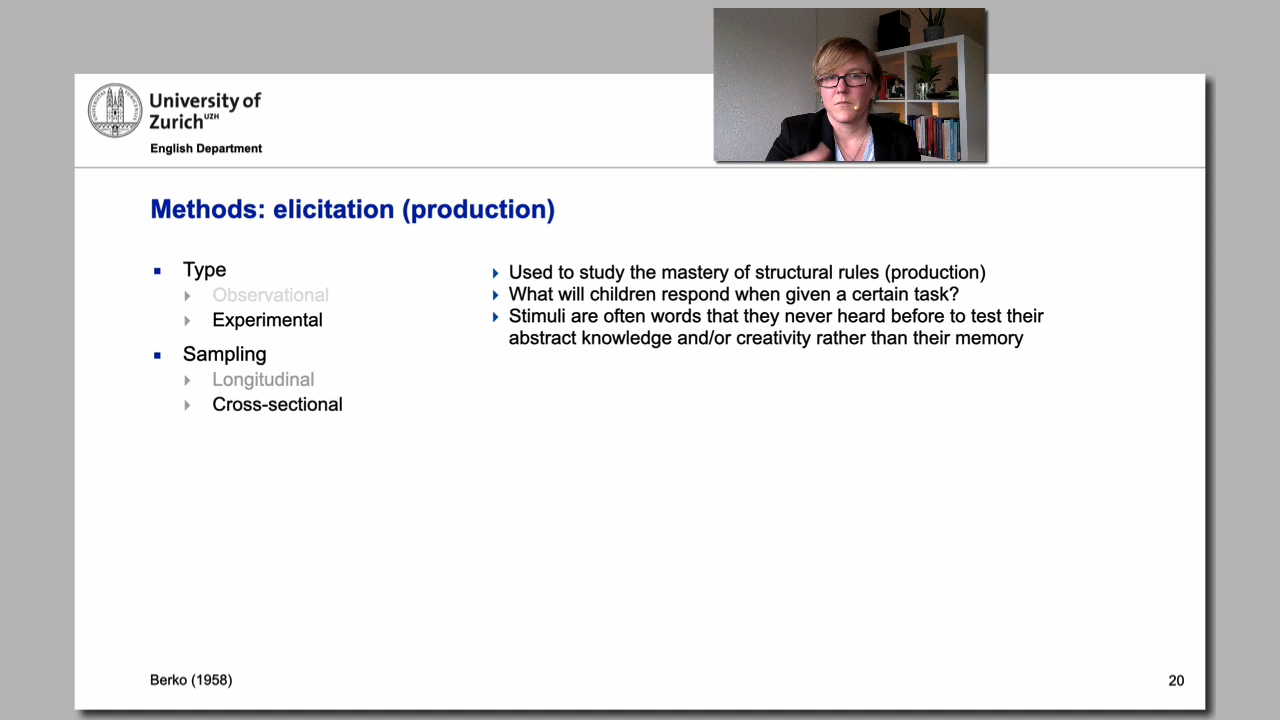 University of
Zurich UZH
English Department
Methods: elicitation (production)
Type
Observational
Experimental
Sampling
Longitudinal
Cross-sectional
Used to study the mastery of structural rules (production)
What will children respond when given a certain task?
Stimuli are often words that they never heard before to test their
abstract knowledge and/or creativity rather than their memory
Berko (1958)
20